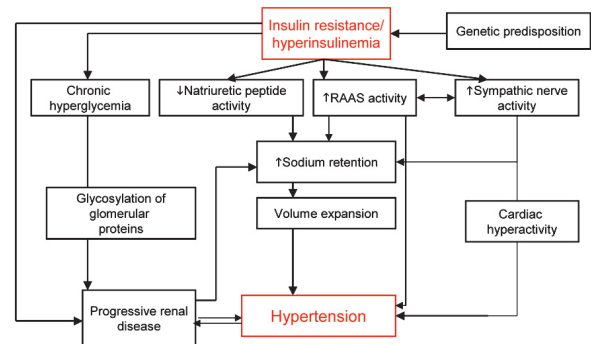 Insulin resistance/
hyperinsulinemia
Genetic predisposition
Chronic
hyperglycemia
↓Natriuretic peptide
activity
↑RAAS activity
↑Sympathic nerve
activity
↑Sodium retention
Glycosylation of
glomerular
proteins
Volume expansion
Cardiac
hyperactivity
Progressive renal
disease
Hypertension